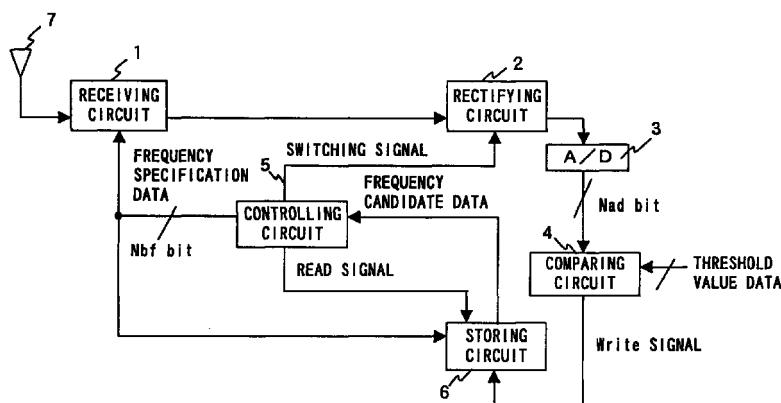 7
1
2
RECEIVING
CIRCUIT
RECTIFYING
CIRCUIT
3
A/D
FREQUENCY
SPECIFICATION
DATA
SWITCHING SIGNAL
5
FREQUENCY
CANDIDATE DATA
Nad bit
4
Nbf bit
CONTROLLING
CIRCUIT
READ SIGNAL
COMPARING
CIRCUIT
THRESHOLD
VALUE DATA
STORING
CIRCUIT
Write SIGNAL
6